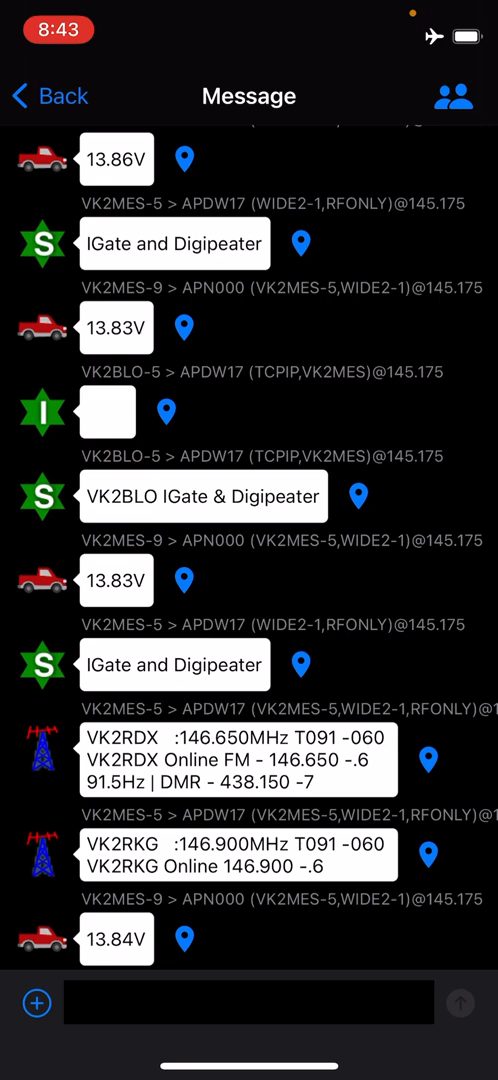 8:43
Back
Message
13.86V
VK2MES-5 > APDW17 (WIDE2-1,RFONLY)@145.175
S
IGate and Digipeater
VK2MES-9 > APN000 (VK2MES-5,WIDE2-1)@145.175
13.83V
VK2BLO-5 > APDW17 (TCPIP,VK2MES)@145.175
I
VK2BLO-5 > APDW17 (TCPIP,VK2MES)@145.175
S
VK2BLO IGate & Digipeater
VK2MES-9 > APN000 (VK2MES-5,WIDE2-1)@145.175
13.83V
VK2MES-5 > APDW17 (WIDE2-1,RFONLY)@145.175
S
IGate and Digipeater
VK2MES-5 > APDW17 (VK2MES-5,WIDE2-1,RFONLY)@1
VK2RDX :146.650MHz T091 -060
VK2RDX Online FM - 146.650 -.6
91.5Hz | DMR - 438.150 -7
VK2MES-5 > APDW17 (VK2MES-5,WIDE2-1,RFONLY)@1
VK2RKG :146.900MHz T091 -060
VK2RKG Online 146.900 -.6
VK2MES-9 > APN000 (VK2MES-5,WIDE2-1)@145.175
13.84V